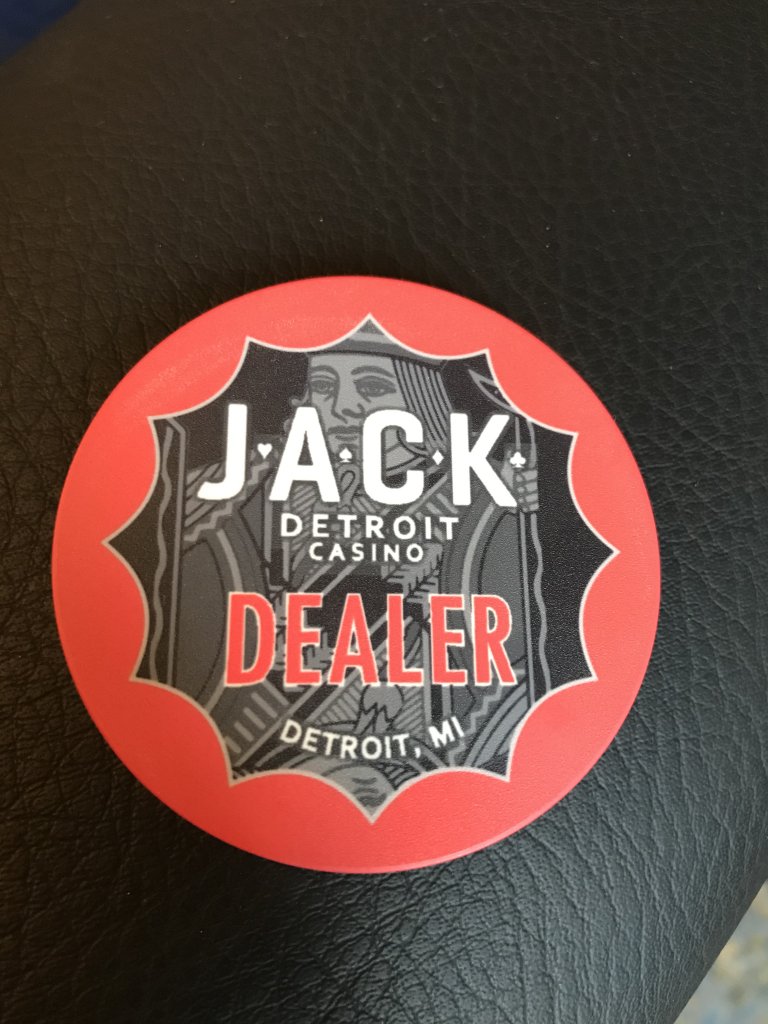 J♥A♠C♦K♣
DETROIT
CASINO
DEALER
DETROIT, MI